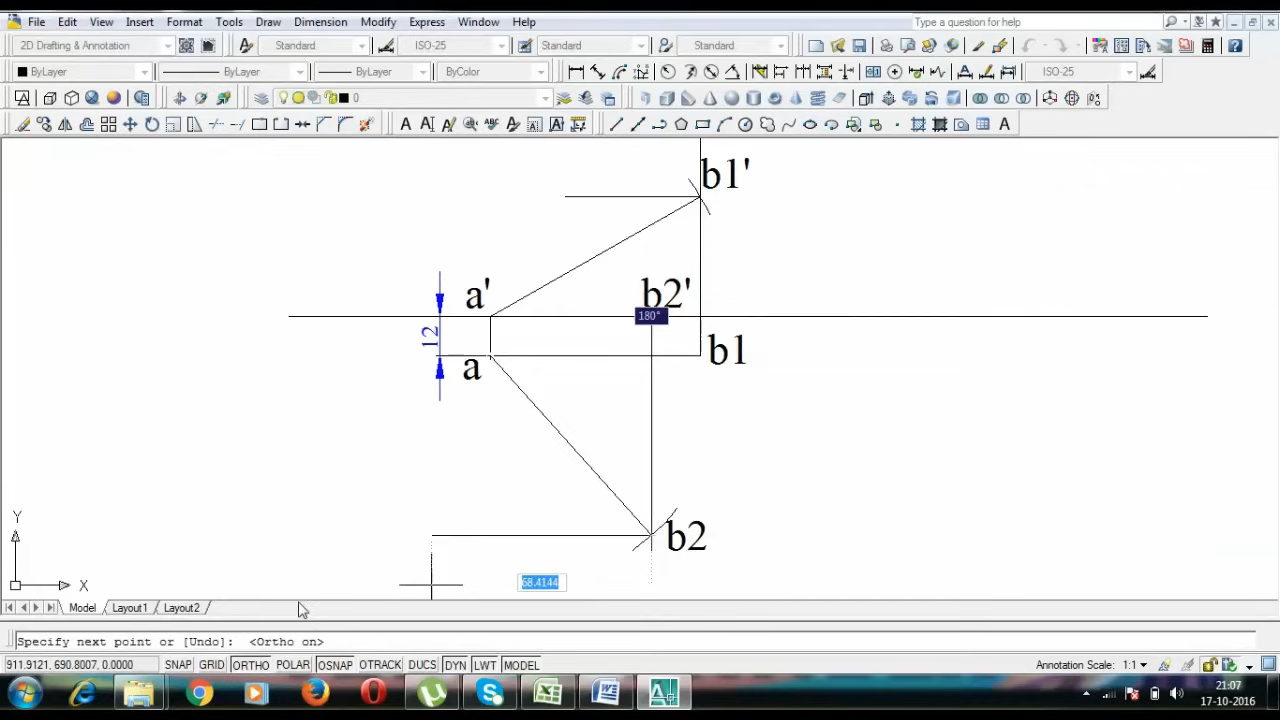 File Edit View Insert Format Tools Draw Dimension Modify Express Window Help Type a question for help
2D Drafting & Annotation Standard ISO-25 Standard Standard
ByLayer ByLayer ByLayer ByColor ISO-25
0
b1'
a' b2'
180°
12
b1
a
b2
68.4144
Y
X
Model Layout1 Layout2
Specify next point or [Undo]: <Ortho on>
911.9121, 690.8007, 0.0000 SNAP GRID ORTHO POLAR OSNAP OTRACK DUCS DYN LWT MODEL Annotation Scale: 1:1
21:07
17-10-2016